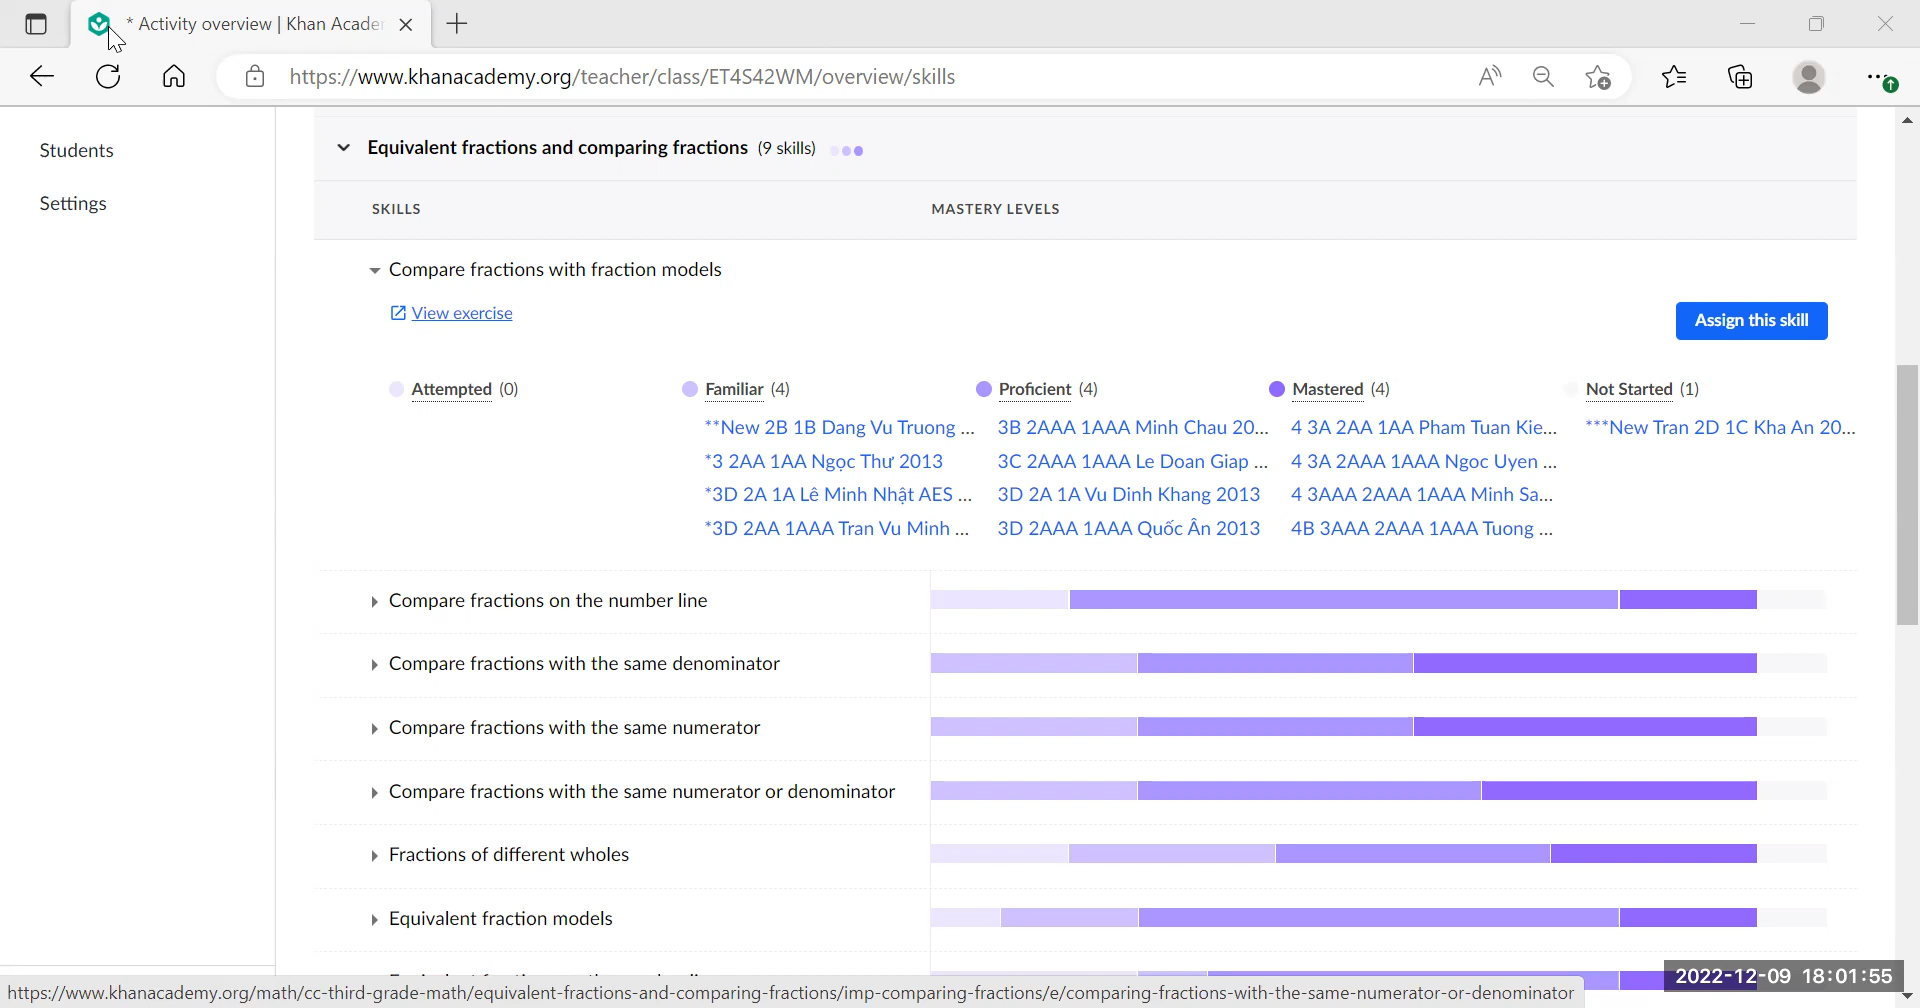 * Activity overview | Khan Acader
https://www.khanacademy.org/teacher/class/ET4S42WM/overview/skills
Students
Settings
Equivalent fractions and comparing fractions (9 skills)
SKILLS
MASTERY LEVELS
Compare fractions with fraction models
View exercise
Assign this skill
Attempted (0)
Familiar (4)
**New 2B 1B Dang Vu Truong ...
*3 2AA 1AA Ngọc Thư 2013
*3D 2A 1A Lê Minh Nhật AES ...
*3D 2AA 1AAA Tran Vu Minh ...
Proficient (4)
3B 2AAA 1AAA Minh Chau 20...
3C 2AAA 1AAA Le Doan Giap ...
3D 2A 1A Vu Dinh Khang 2013
3D 2AAA 1AAA Quốc Ân 2013
Mastered (4)
4 3A 2AA 1AA Pham Tuan Kie...
4 3A 2AAA 1AAA Ngoc Uyen ...
4 3AAA 2AAA 1AAA Minh Sa...
4B 3AAA 2AAA 1AAA Tuong ...
Not Started (1)
***New Tran 2D 1C Kha An 20...
Compare fractions on the number line
Compare fractions with the same denominator
Compare fractions with the same numerator
Compare fractions with the same numerator or denominator
Fractions of different wholes
Equivalent fraction models
2022-12-09 18:01:55
https://www.khanacademy.org/math/cc-third-grade-math/equivalent-fractions-and-comparing-fractions/imp-comparing-fractions/e/comparing-fractions-with-the-same-numerator-or-denominator